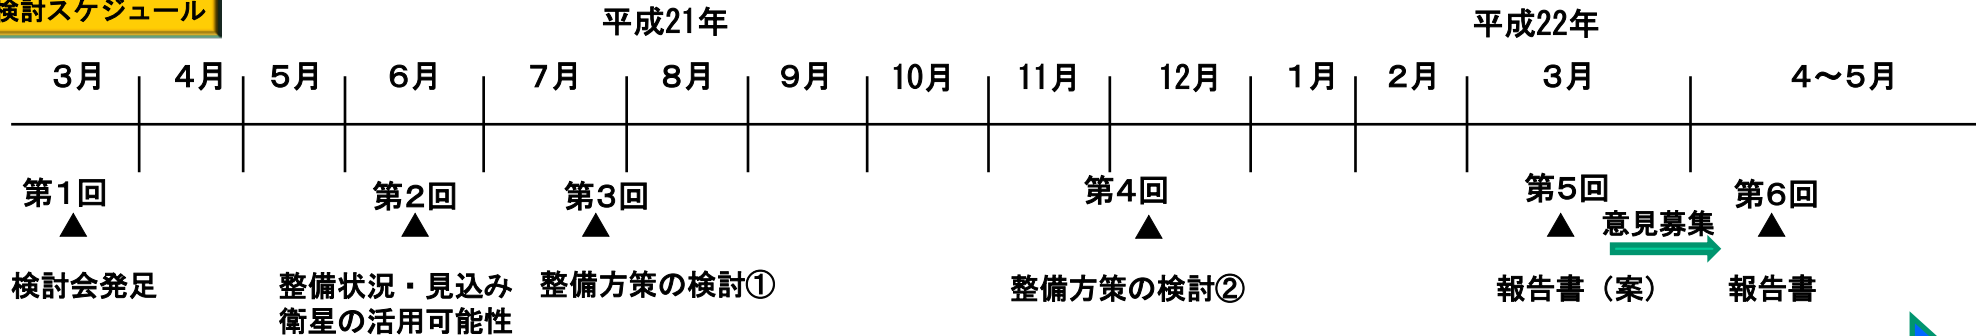 検討スケジュール
平成21年
平成22年
３月
４月
５月
６月
７月
８月
９月
10月
11月
12月
１月
２月
３月
４～５月
第１回
第２回
第３回
第４回
第５回
第６回
▲
▲
▲
▲
▲
▲
意見募集
検討会発足
整備状況・見込み
衛星の活用可能性
整備方策の検討①
整備方策の検討②
報告書（案）
報告書